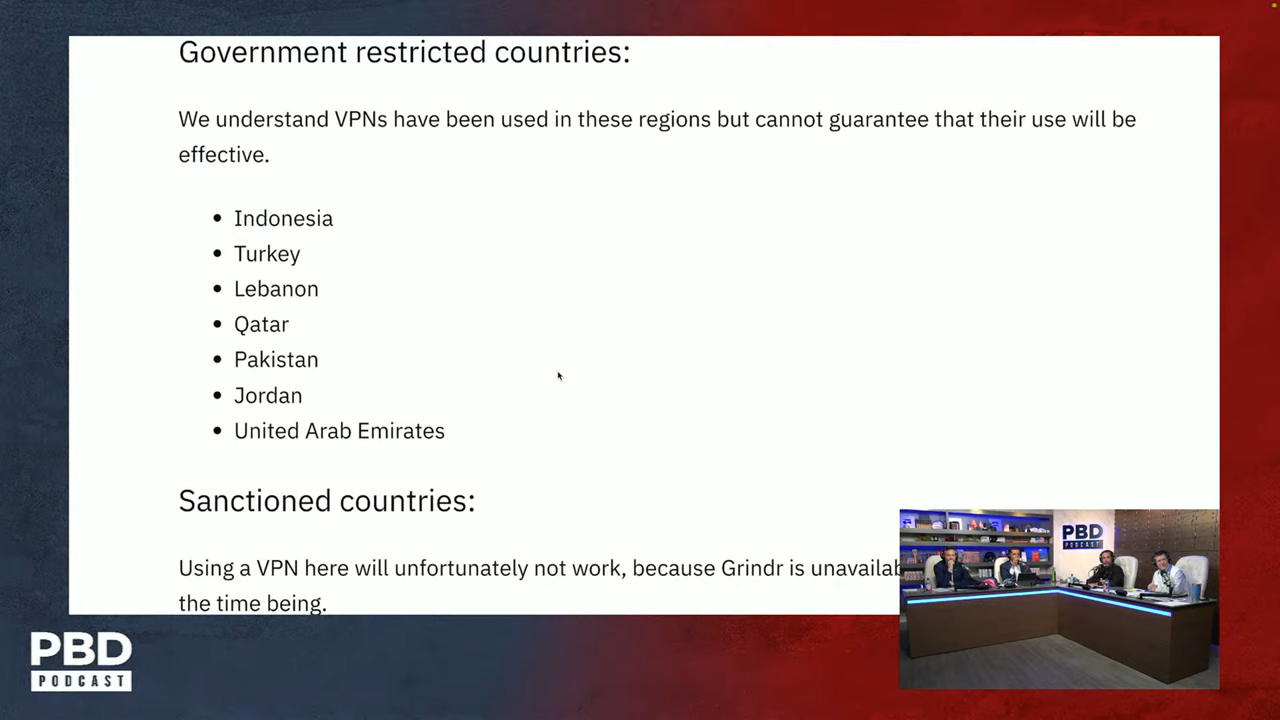 Government restricted countries:
We understand VPNs have been used in these regions but cannot guarantee that their use will be
effective.
• Indonesia
• Turkey
• Lebanon
• Qatar
• Pakistan
• Jordan
• United Arab Emirates
Sanctioned countries:
Using a VPN here will unfortunately not work, because Grindr is
the time being.
PBD
PODCAST
PBD
PODCAST